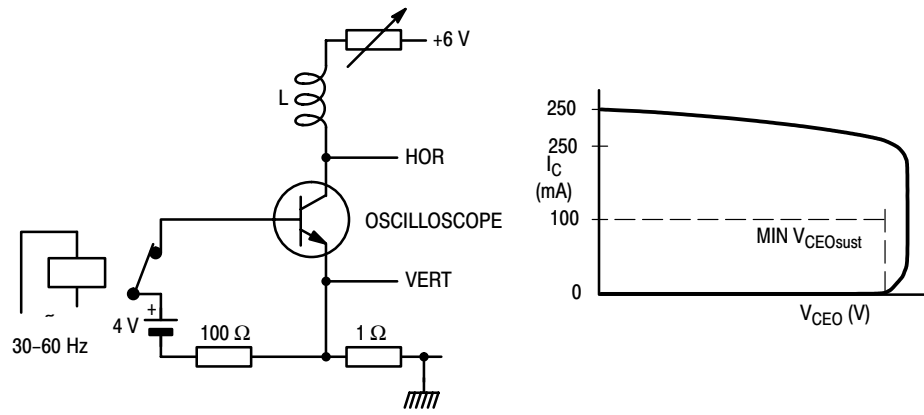 +6 V
L
HOR
OSCILLOSCOPE
VERT
+
4 V
100 Ω
1 Ω
~
30–60 Hz
250
250
I_C
(mA)
100
MIN V_CEOsust
0
V_CEO (V)